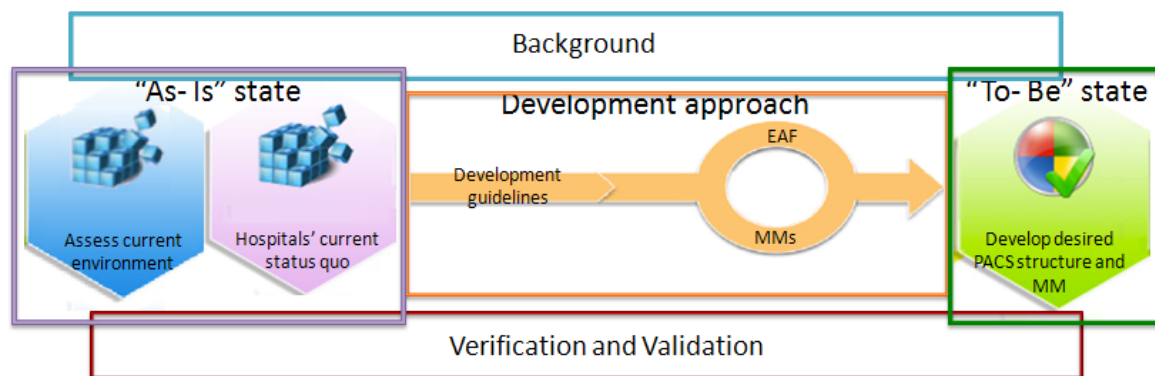 Background
“As- Is” state
Assess current
environment
Hospitals’ current
status quo
Development approach
Development
guidelines
EAF
MMs
“To- Be” state
Develop desired
PACS structure and
MM
Verification and Validation